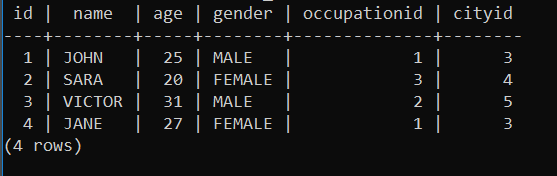 id |  name  | age | gender | occupationid | cityid
----+--------+-----+--------+--------------+--------
  1 | JOHN   |  25 | MALE   |            1 |      3
  2 | SARA   |  20 | FEMALE |            3 |      4
  3 | VICTOR |  31 | MALE   |            2 |      5
  4 | JANE   |  27 | FEMALE |            1 |      3
(4 rows)